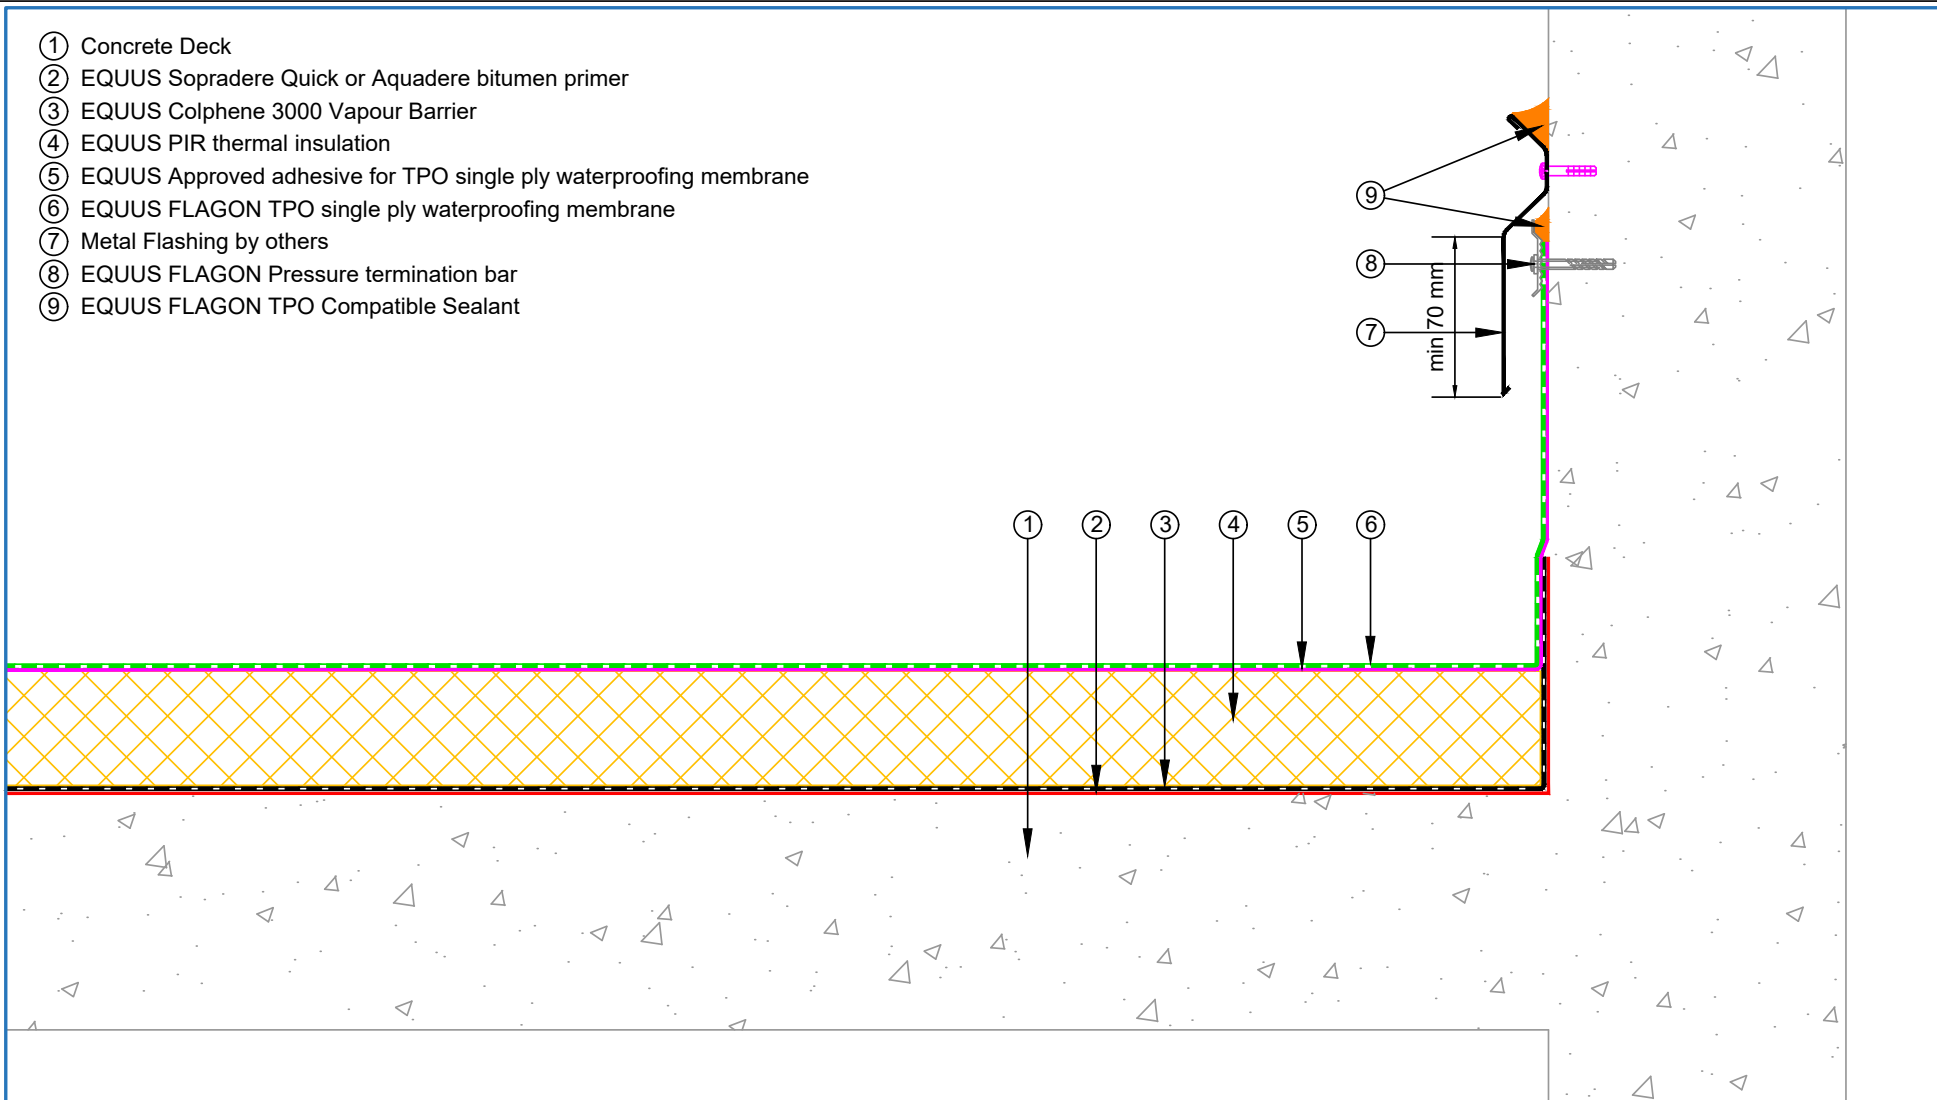 1 Concrete Deck
2 EQUUS Sopradere Quick or Aquadere bitumen primer
3 EQUUS Colphene 3000 Vapour Barrier
4 EQUUS PIR thermal insulation
5 EQUUS Approved adhesive for TPO single ply waterproofing membrane
6 EQUUS FLAGON TPO single ply waterproofing membrane
7 Metal Flashing by others
8 EQUUS FLAGON Pressure termination bar
9 EQUUS FLAGON TPO Compatible Sealant
9
8
7
min 70 mm
1 2 3 4 5 6